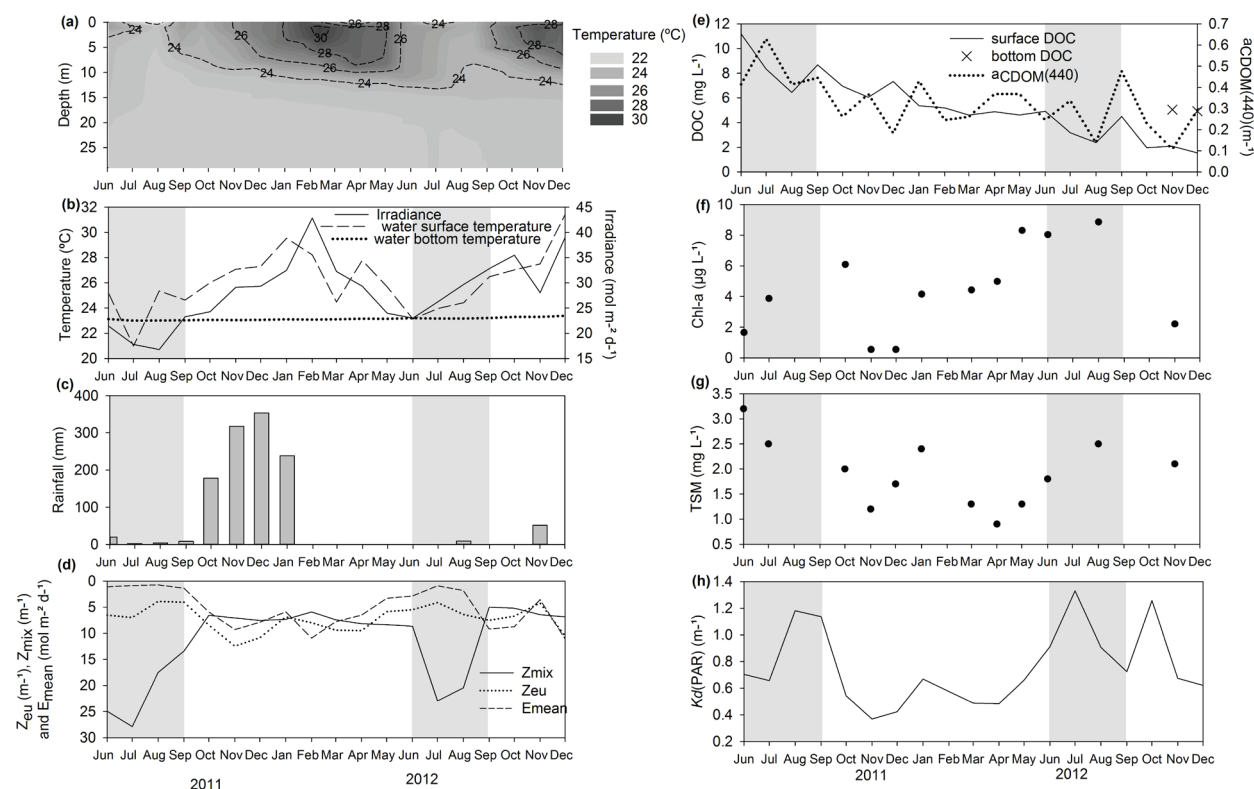 (a)
0
5
10
15
20
25
Depth (m)
24
24
26
24
30
28
26
26
28
26
24
24
24
28
26
24
Temperature (ºC)
22
24
26
28
30
Jun Jul Aug Sep Oct Nov Dec Jan Feb Mar Apr May Jun Jul Aug Sep Oct Nov Dec
(b)
32
30
28
26
24
22
20
Temperature (ºC)
Irradiance
water surface temperature
water bottom temperature
45
40
35
30
25
20
15
Irradiance (mol m-² d-¹)
Jun Jul Aug Sep Oct Nov Dec Jan Feb Mar Apr May Jun Jul Aug Sep Oct Nov Dec
(c)
400
300
200
100
0
Rainfall (mm)
Jun Jul Aug Sep Oct Nov Dec Jan Feb Mar Apr May Jun Jul Aug Sep Oct Nov Dec
(d)
0
5
10
15
20
25
30
Zeu (m-¹), Zmix (m-¹)
and Emean (mol m-² d-¹)
Zmix
Zeu
Emean
Jun Jul Aug Sep Oct Nov Dec Jan Feb Mar Apr May Jun Jul Aug Sep Oct Nov Dec
2011 2012
(e)
12
10
8
6
4
2
0
DOC (mg L-¹)
surface DOC
bottom DOC
aCDOM(440)
0.7
0.6
0.5
0.4
0.3
0.2
0.1
0.0
aCDOM(440)(m-¹)
Jun Jul Aug Sep Oct Nov Dec Jan Feb Mar Apr May Jun Jul Aug Sep Oct Nov Dec
(f)
10
8
6
4
2
0
Chl-a (µg L-¹)
Jun Jul Aug Sep Oct Nov Dec Jan Feb Mar Apr May Jun Jul Aug Sep Oct Nov Dec
(g)
3.5
3.0
2.5
2.0
1.5
1.0
0.5
TSM (mg L-¹)
Jun Jul Aug Sep Oct Nov Dec Jan Feb Mar Apr May Jun Jul Aug Sep Oct Nov Dec
(h)
1.4
1.2
1.0
0.8
0.6
0.4
0.2
Kd(PAR) (m-¹)
Jun Jul Aug Sep Oct Nov Dec Jan Feb Mar Apr May Jun Jul Aug Sep Oct Nov Dec
2011 2012